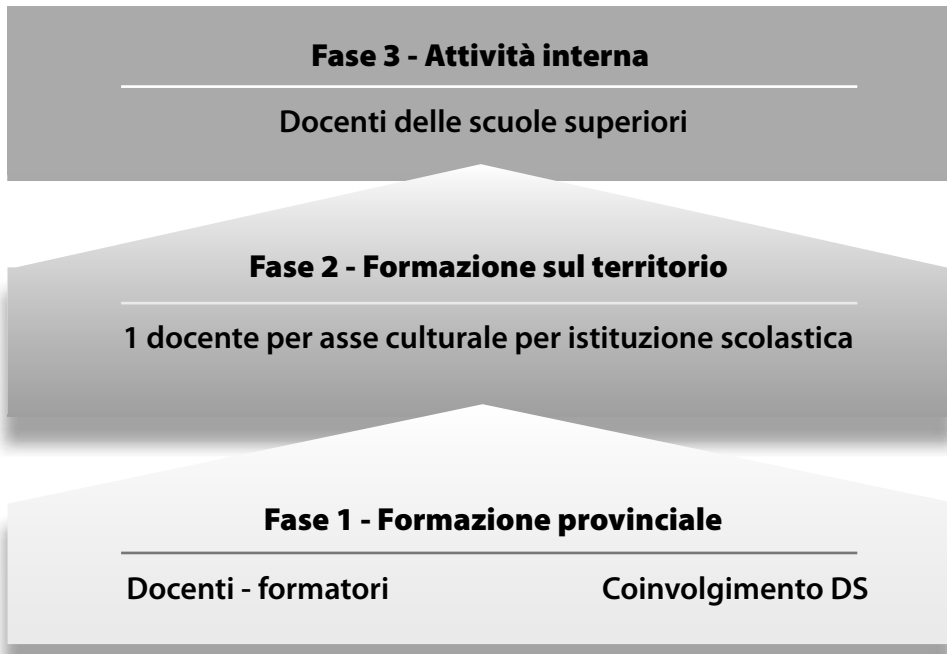 Fase 3 - Attività interna
Docenti delle scuole superiori
Fase 2 - Formazione sul territorio
1 docente per asse culturale per istituzione scolastica
Fase 1 - Formazione provinciale
Docenti - formatori Coinvolgimento DS